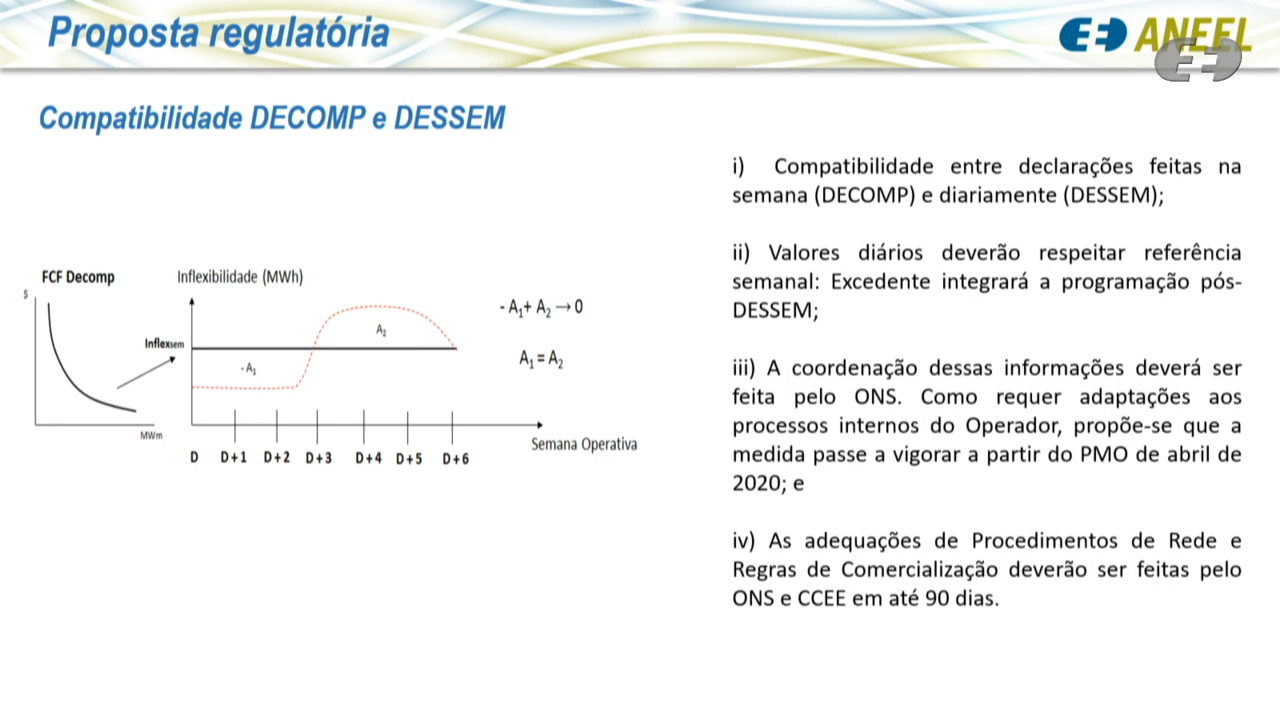 Proposta regulatória
ANEEL
Compatibilidade DECOMP e DESSEM
FCF Decomp
$
MWm
Inflexibilidade (MWh)
Inflexsem
- A1
A2
D D+1 D+2 D+3 D+4 D+5 D+6
Semana Operativa
- A1+ A2 → 0
A1 = A2
i) Compatibilidade entre declarações feitas na
semana (DECOMP) e diariamente (DESSEM);
ii) Valores diários deverão respeitar referência
semanal: Excedente integrará a programação pós-
DESSEM;
iii) A coordenação dessas informações deverá ser
feita pelo ONS. Como requer adaptações aos
processos internos do Operador, propõe-se que a
medida passe a vigorar a partir do PMO de abril de
2020; e
iv) As adequações de Procedimentos de Rede e
Regras de Comercialização deverão ser feitas pelo
ONS e CCEE em até 90 dias.